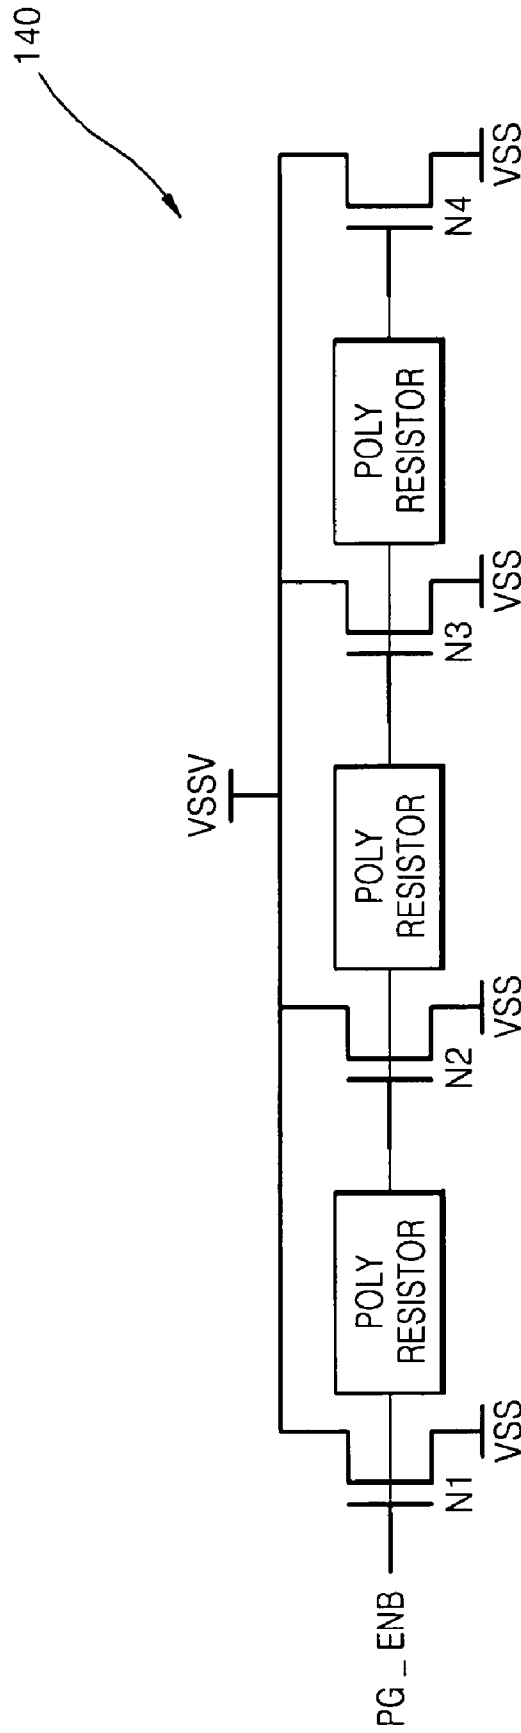 140
VSSV
PG_ENB
POLY
RESISTOR
POLY
RESISTOR
POLY
RESISTOR
N1
N2
N3
N4
VSS
VSS
VSS
VSS